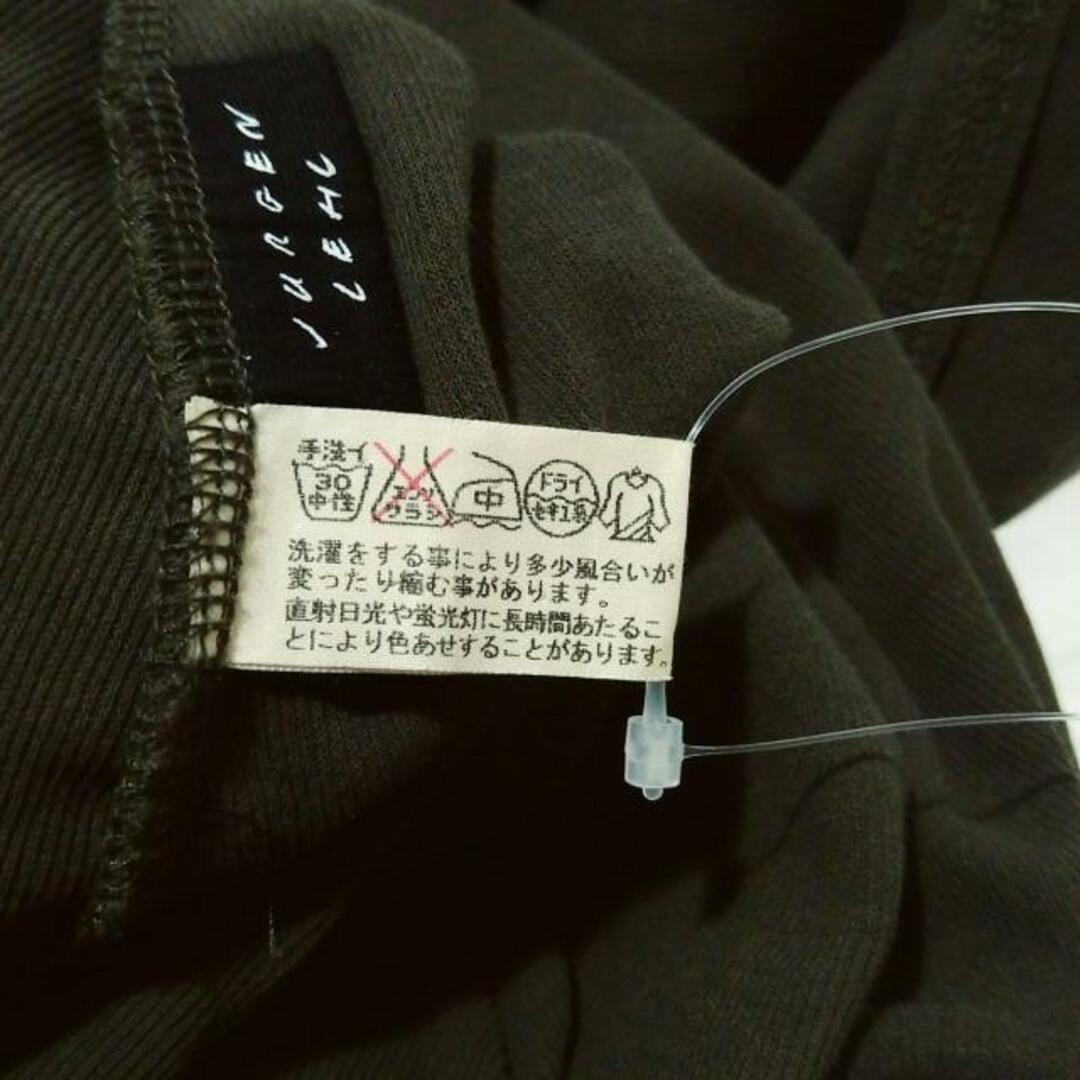 JURGEN
LEHL
手洗イ
30
中性
エンソ
サラシ
中
ドライ
セキユ系
洗濯をする事により多少風合いが
変ったり縮む事があります。
直射日光や蛍光灯に長時間あたるこ
とにより色あせすることがあります。